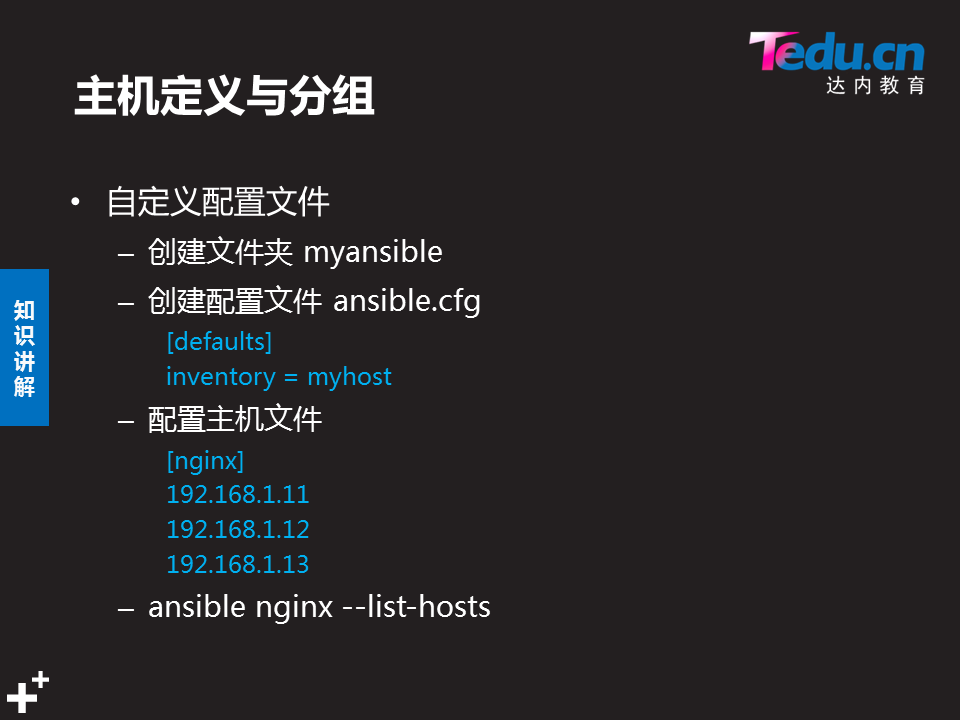 Tedu.cn
达内教育
主机定义与分组
• 自定义配置文件
– 创建文件夹 myansible
– 创建配置文件 ansible.cfg
[defaults]
inventory = myhost
– 配置主机文件
[nginx]
192.168.1.11
192.168.1.12
192.168.1.13
– ansible nginx --list-hosts
知
识
讲
解